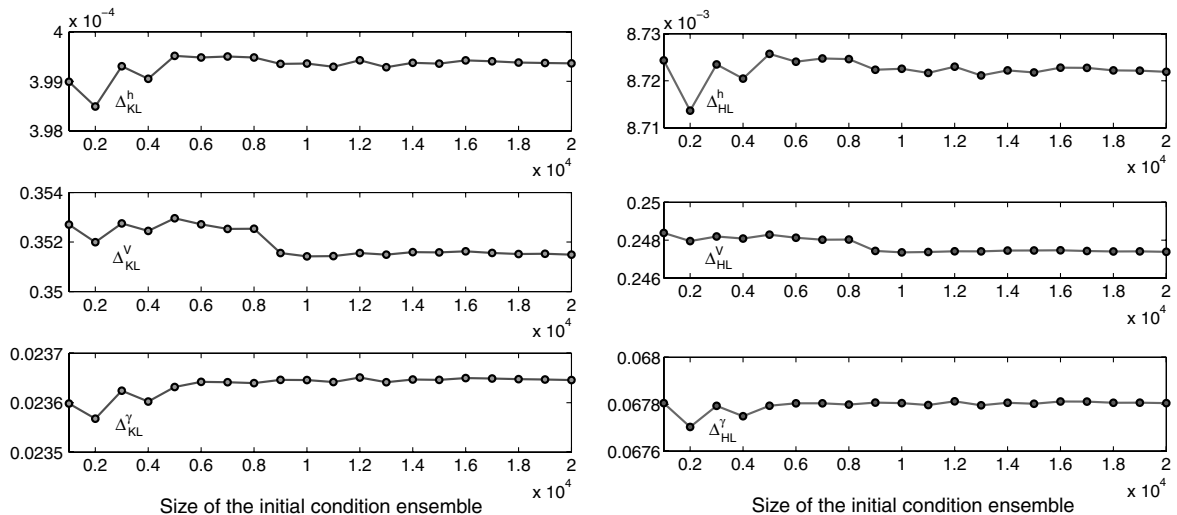 x 10⁻⁴
4
3.99
3.98
Δ^h_KL
0.2 0.4 0.6 0.8 1 1.2 1.4 1.6 1.8 2
x 10⁴
0.354
0.352
0.35
Δ^V_KL
0.2 0.4 0.6 0.8 1 1.2 1.4 1.6 1.8 2
x 10⁴
0.0237
0.0236
0.0235
Δ^γ_KL
0.2 0.4 0.6 0.8 1 1.2 1.4 1.6 1.8 2
x 10⁴
Size of the initial condition ensemble
x 10⁻³
8.73
8.72
8.71
Δ^h_HL
0.2 0.4 0.6 0.8 1 1.2 1.4 1.6 1.8 2
x 10⁴
0.25
0.248
0.246
Δ^V_HL
0.2 0.4 0.6 0.8 1 1.2 1.4 1.6 1.8 2
x 10⁴
0.068
0.0678
0.0676
Δ^γ_HL
0.2 0.4 0.6 0.8 1 1.2 1.4 1.6 1.8 2
x 10⁴
Size of the initial condition ensemble